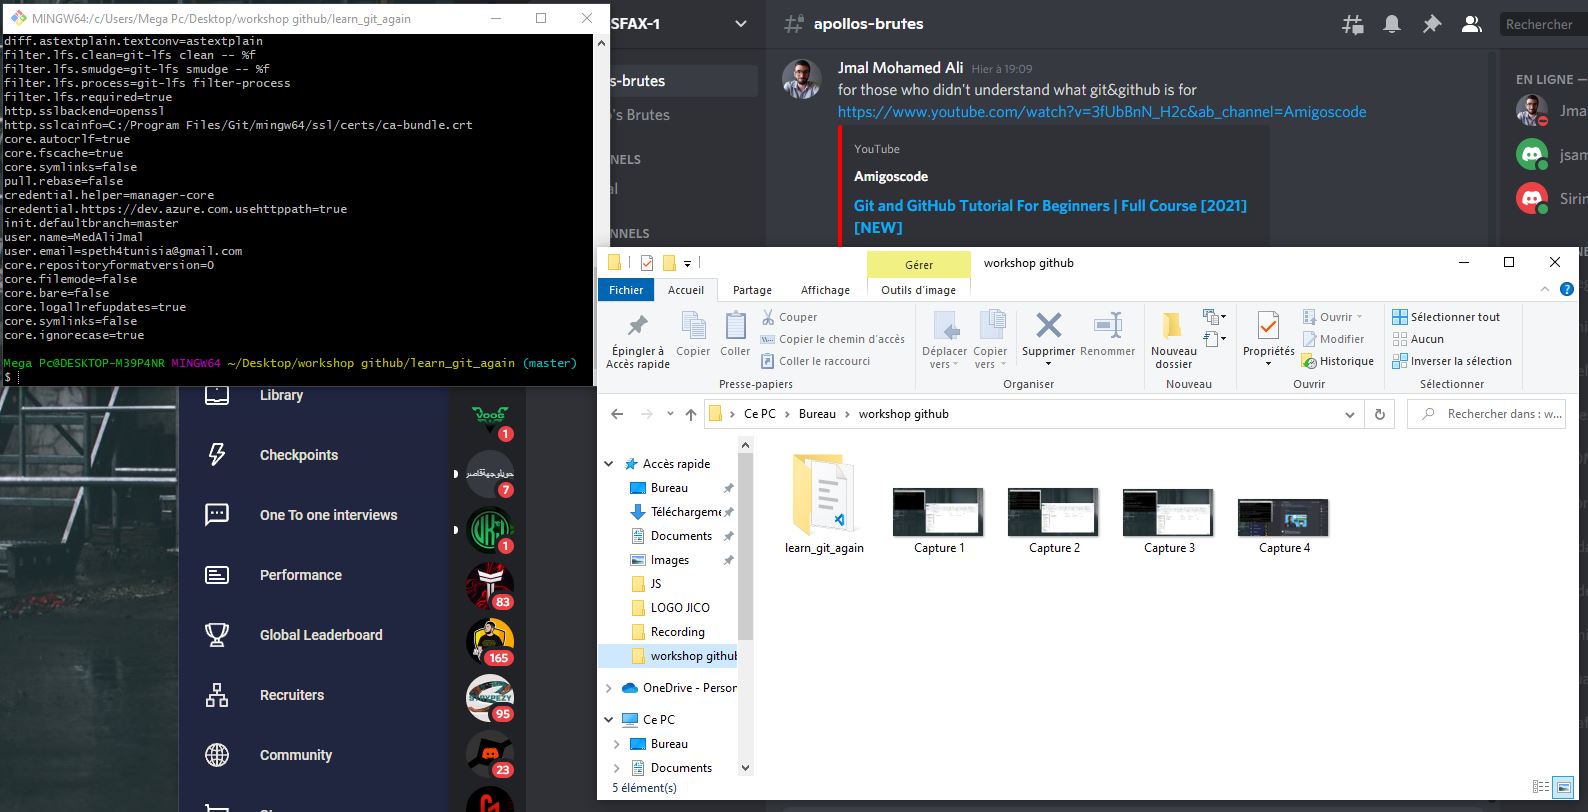 MINGW64:/c/Users/Mega Pc/Desktop/workshop github/learn_git_again
diff.astextplain.textconv=astextplain
filter.lfs.clean=git-lfs clean -- %f
filter.lfs.smudge=git-lfs smudge -- %f
filter.lfs.process=git-lfs filter-process
filter.lfs.required=true
http.sslbackend=openssl
http.sslcainfo=C:/Program Files/Git/mingw64/ssl/certs/ca-bundle.crt
core.autocrlf=true
core.fscache=true
core.symlinks=false
pull.rebase=false
credential.helper=manager-core
credential.https://dev.azure.com.usehttppath=true
init.defaultbranch=master
user.name=MedAliJmal
user.email=speth4tunisia@gmail.com
core.repositoryformatversion=0
core.filemode=false
core.bare=false
core.logallrefupdates=true
core.symlinks=false
core.ignorecase=true
Mega Pc@DESKTOP-M39P4NR MINGW64 ~/Desktop/workshop github/learn_git_again (master)
$
Library
Checkpoints
One To one interviews
Performance
Global Leaderboard
Recruiters
Community
VOOG
1
7
1
83
165
95
23
SFAX-1
s-brutes
o's Brutes
NELS
al
NNELS
apollos-brutes
Rechercher
Jmal Mohamed Ali Hier à 19:09
for those who didn't understand what git&github is for
https://www.youtube.com/watch?v=3fUbBnN_H2c&ab_channel=Amigoscode
YouTube
Amigoscode
Git and GitHub Tutorial For Beginners | Full Course [2021]
[NEW]
EN LIGNE —
Jma
jsam
Sirin
Gérer
workshop github
Fichier
Accueil
Partage
Affichage
Outils d'image
Épingler à
Accès rapide
Copier
Coller
Couper
Copier le chemin d'accès
Coller le raccourci
Presse-papiers
Déplacer
vers
Copier
vers
Supprimer
Renommer
Organiser
Nouveau
dossier
Nouveau
Propriétés
Ouvrir
Modifier
Historique
Ouvrir
Sélectionner tout
Aucun
Inverser la sélection
Sélectionner
Ce PC > Bureau > workshop github
Rechercher dans : w...
Accès rapide
Bureau
Téléchargeme
Documents
Images
JS
LOGO JICO
Recording
workshop github
OneDrive - Person
Ce PC
Bureau
Documents
learn_git_again
Capture 1
Capture 2
Capture 3
Capture 4
5 élément(s)